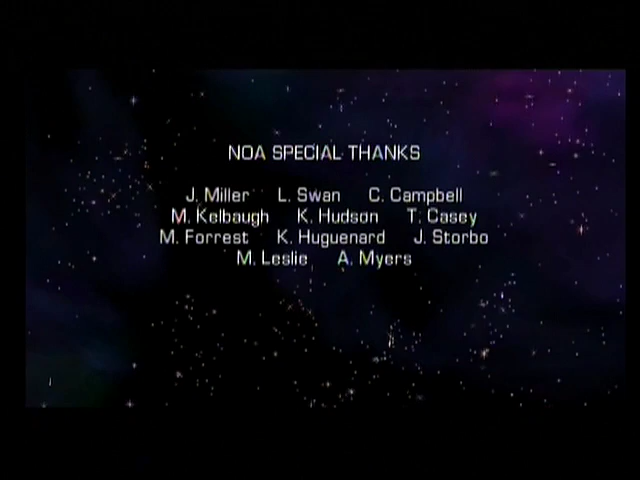 NOA SPECIAL THANKS
J. Miller L. Swan C. Campbell
M. Kelbaugh K. Hudson T. Casey
M. Forrest K. Huguenard J. Storbo
M. Leslie A. Myers